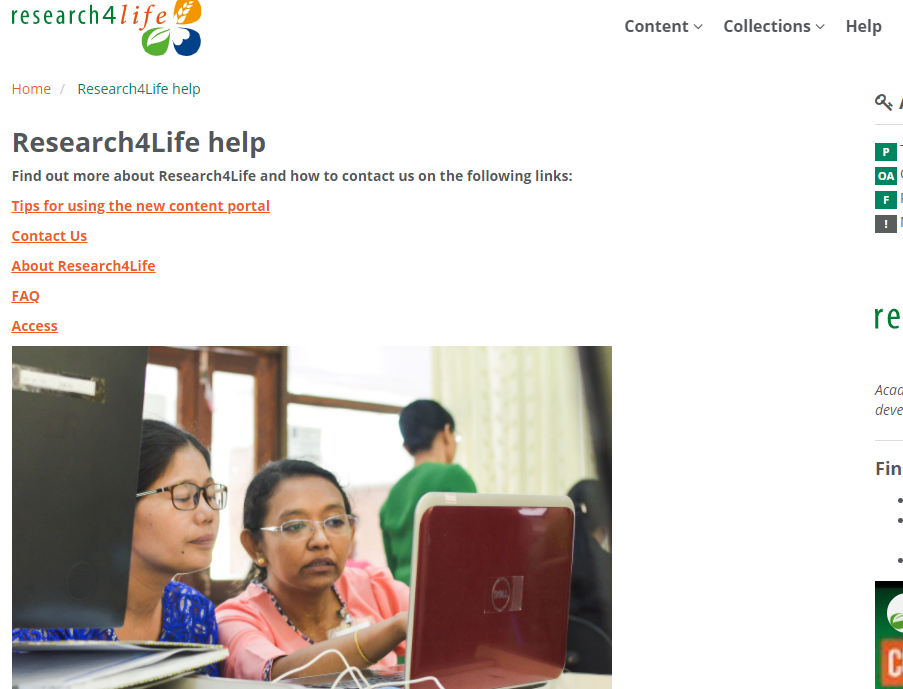 research4life
Content
Collections
Help
Home / Research4Life help
Research4Life help
Find out more about Research4Life and how to contact us on the following links:
Tips for using the new content portal
Contact Us
About Research4Life
FAQ
Access
DELL
P
OA
F
!
re
Acad
deve
Fin
C